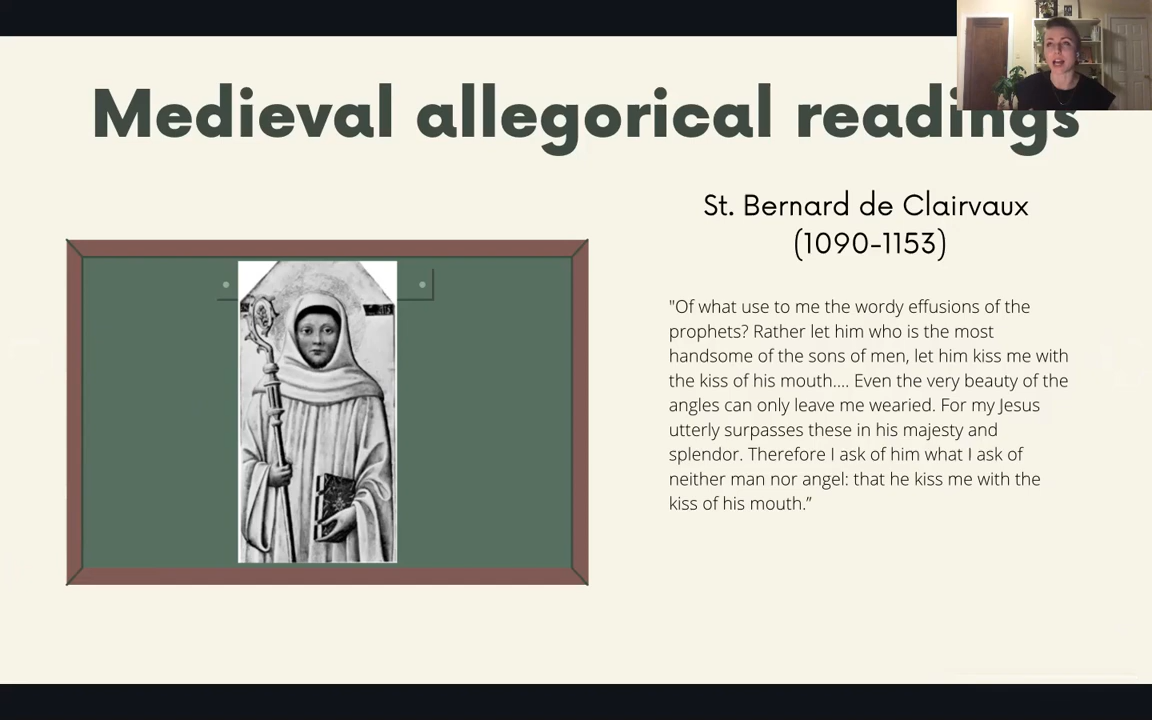 Medieval allegorical readings
St. Bernard de Clairvaux
(1090-1153)
"Of what use to me the wordy effusions of the
prophets? Rather let him who is the most
handsome of the sons of men, let him kiss me with
the kiss of his mouth.... Even the very beauty of the
angles can only leave me wearied. For my Jesus
utterly surpasses these in his majesty and
splendor. Therefore I ask of him what I ask of
neither man nor angel: that he kiss me with the
kiss of his mouth.”